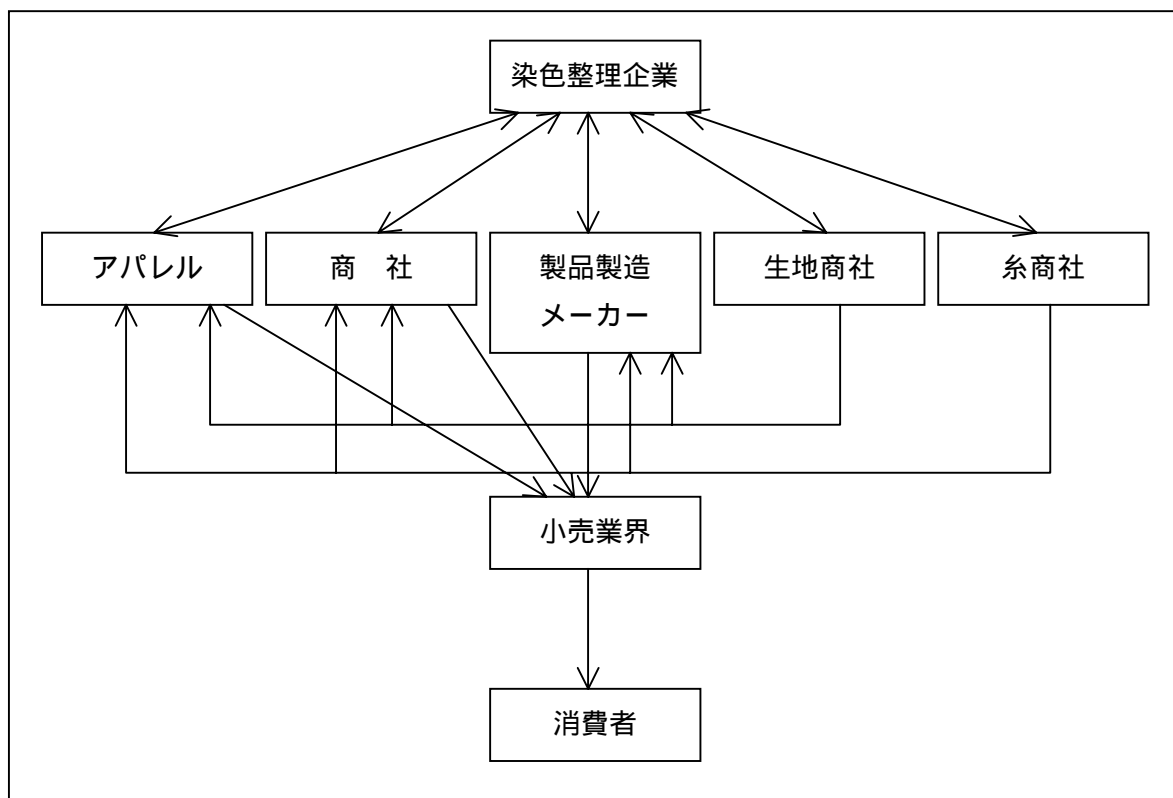 染色整理企業
アパレル
商　社
製品製造
メーカー
生地商社
糸商社
小売業界
消費者